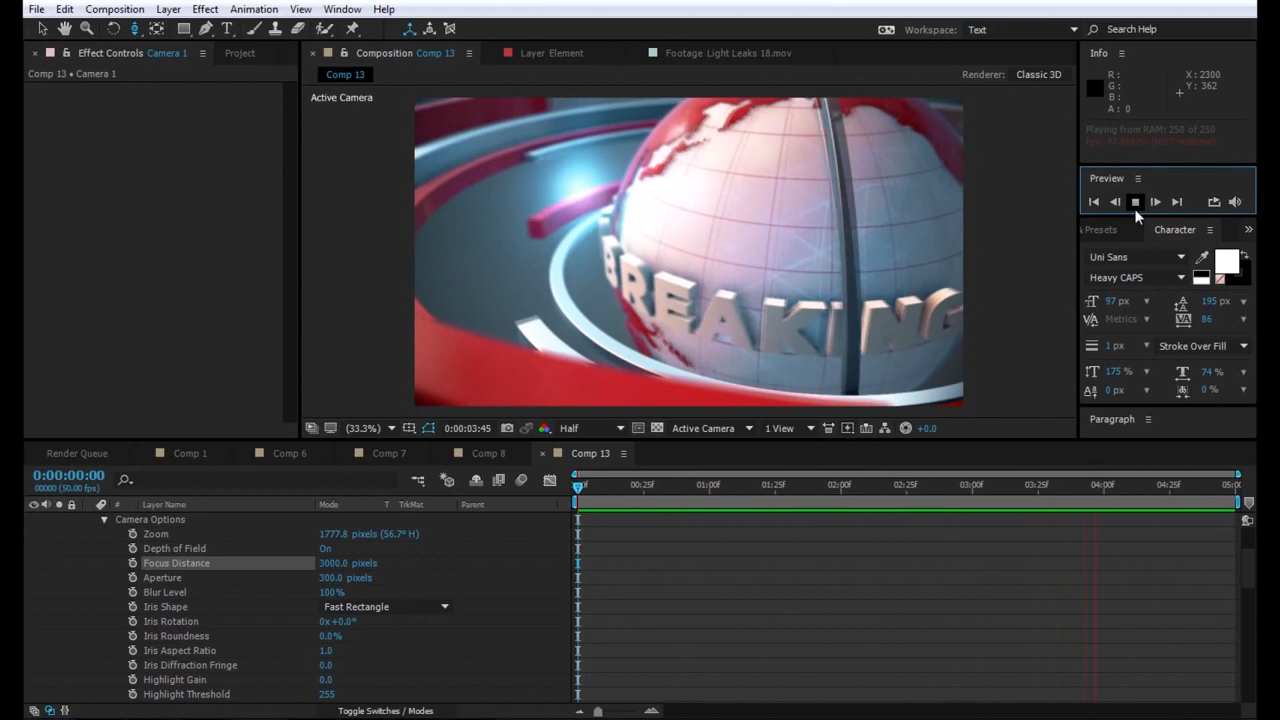 File Edit Composition Layer Effect Animation View Window Help
Workspace: Text Search Help
Effect Controls Camera 1 Project
Composition Comp 13 Layer Element Footage Light Leaks 18.mov
Info
Comp 13 • Camera 1
Comp 13
Renderer: Classic 3D
R: X: 2300
G: Y: 362
B:
A: 0
Active Camera
Playing from RAM: 250 of 250
Preview
BREAKING
& Presets Character
Uni Sans
Heavy CAPS
97 px 195 px
Metrics 86
1 px Stroke Over Fill
175 % 74 %
0 px 0 %
Paragraph
(33.3%) 0:00:03:45 Half Active Camera 1 View +0.0
Render Queue Comp 1 Comp 6 Comp 7 Comp 8 Comp 13
0:00:00:00
00000 (50.00 fps)
00:25f 01:00f 01:25f 02:00f 02:25f 03:00f 03:25f 04:00f 04:25f 05:00
# Layer Name Mode T TrkMat Parent
Camera Options
Zoom 1777.8 pixels (56.7° H)
Depth of Field On
Focus Distance 3000.0 pixels
Aperture 300.0 pixels
Blur Level 100%
Iris Shape Fast Rectangle
Iris Rotation 0x+0.0°
Iris Roundness 0.0%
Iris Aspect Ratio 1.0
Iris Diffraction Fringe 0.0
Highlight Gain 0.0
Highlight Threshold 255
Toggle Switches / Modes